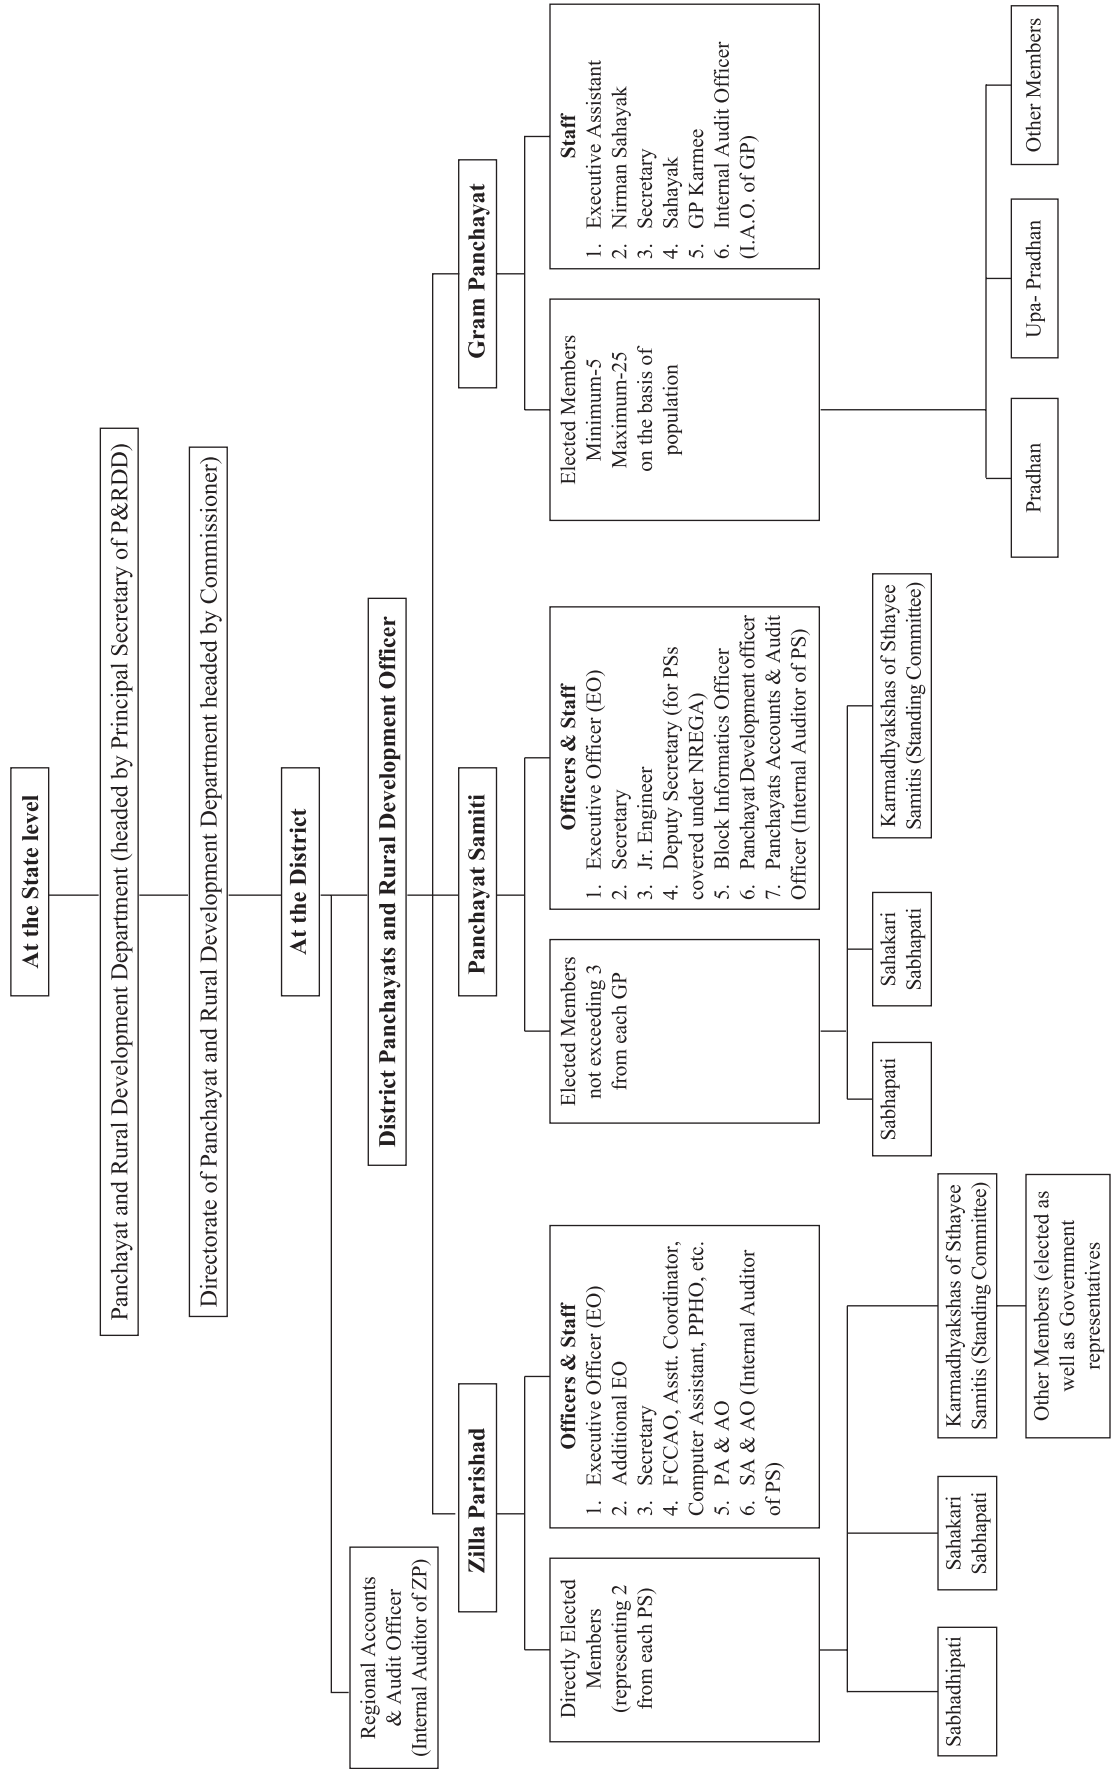 At the State level
Panchayat and Rural Development Department (headed by Principal Secretary of P&RDD)
Directorate of Panchayat and Rural Development Department headed by Commissioner)
At the District
Regional Accounts
& Audit Officer
(Internal Auditor of ZP)
District Panchayats and Rural Development Officer
Zilla Parishad
Directly Elected
Members
(representing 2
from each PS)
Officers & Staff
1. Executive Officer (EO)
2. Additional EO
3. Secretary
4. FCCAO, Asstt. Coordinator,
Computer Assistant, PPHO, etc.
5. PA & AO
6. SA & AO (Internal Auditor
of PS)
Sabhadhipati
Sahakari
Sabhapati
Karmadhyakshas of Sthayee
Samitis (Standing Committee)
Other Members (elected as
well as Government
representatives
Panchayat Samiti
Elected Members
not exceeding 3
from each GP
Officers & Staff
1. Executive Officer (EO)
2. Secretary
3. Jr. Engineer
4. Deputy Secretary (for PSs
covered under NREGA)
5. Block Informatics Officer
6. Panchayat Development officer
7. Panchayats Accounts & Audit
Officer (Internal Auditor of PS)
Sabhapati
Sahakari
Sabhapati
Karmadhyakshas of Sthayee
Samitis (Standing Committee)
Gram Panchayat
Elected Members
Minimum-5
Maximum-25
on the basis of
population
Staff
1. Executive Assistant
2. Nirman Sahayak
3. Secretary
4. Sahayak
5. GP Karmee
6. Internal Audit Officer
(I.A.O. of GP)
Pradhan
Upa- Pradhan
Other Members